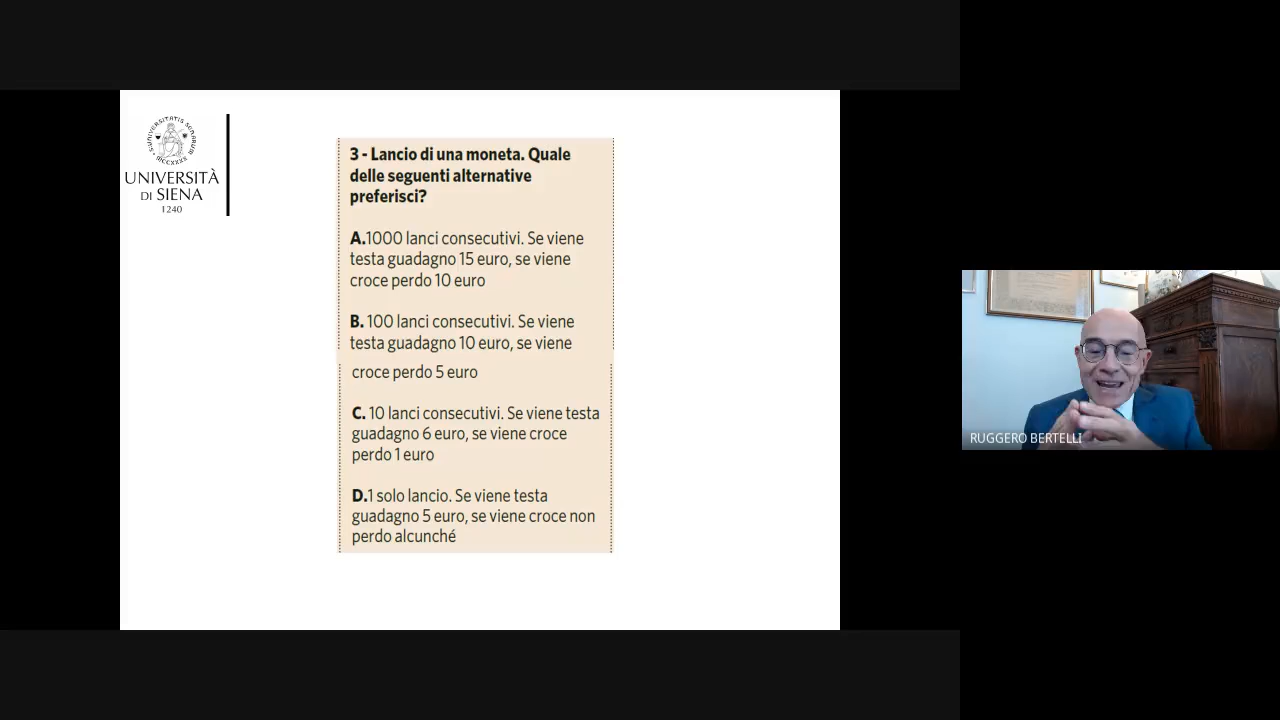 3 - Lancio di una moneta. Quale
delle seguenti alternative
preferisci?
UNIVERSITÀ
DI SIENA
1240
A.1000 lanci consecutivi. Se viene
testa guadagno 15 euro, se viene
croce perdo 10 euro
B. 100 lanci consecutivi. Se viene
testa guadagno 10 euro, se viene
croce perdo 5 euro
C. 10 lanci consecutivi. Se viene testa
guadagno 6 euro, se viene croce
perdo 1 euro
D.1 solo lancio. Se viene testa
guadagno 5 euro, se viene croce non
perdo alcunché
RUGGERO BERTELLI